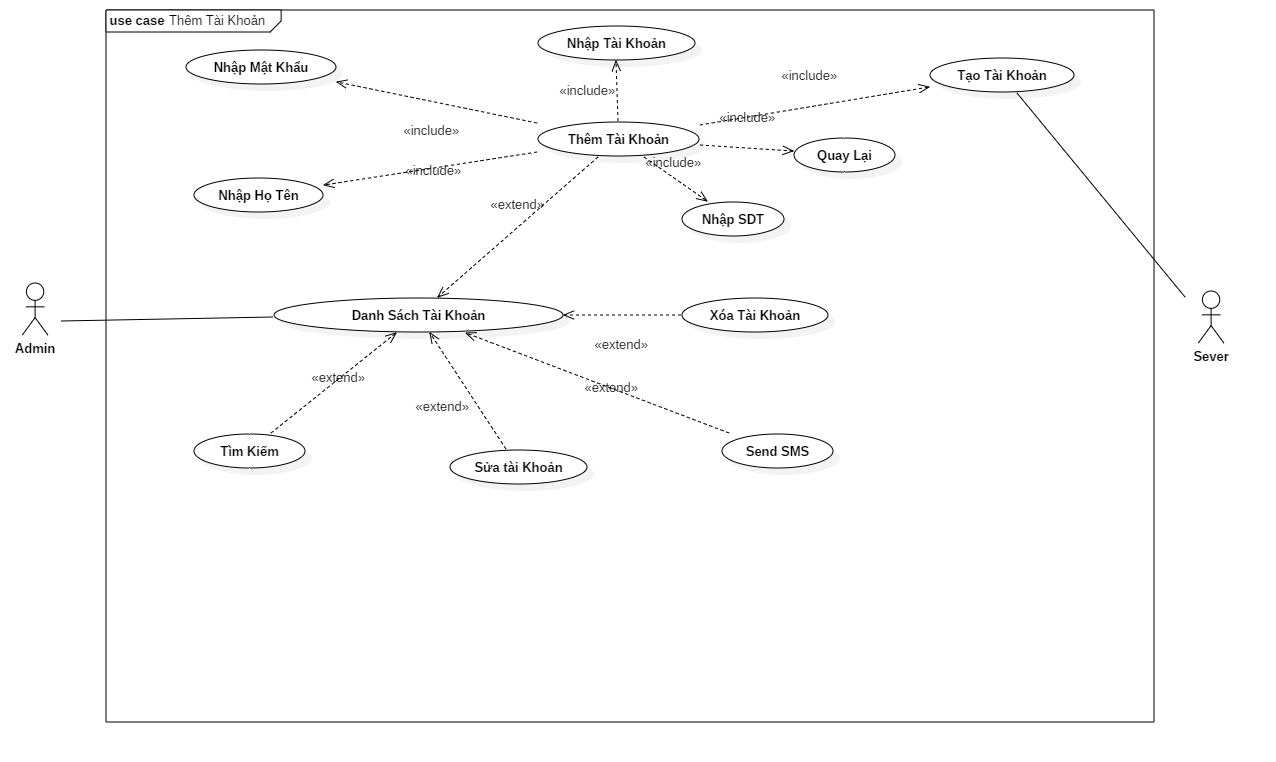 use case Thêm Tài Khoản
Nhập Tài Khoản
Nhập Mật Khẩu
Tạo Tài Khoản
«include»
«include»
«include»
«include»
Thêm Tài Khoản
Quay Lại
«include»
«include»
Nhập Họ Tên
«extend»
Nhập SDT
Danh Sách Tài Khoản
Xóa Tài Khoản
Admin
Sever
«extend»
«extend»
«extend»
«extend»
Tìm Kiếm
Sửa tài Khoản
Send SMS